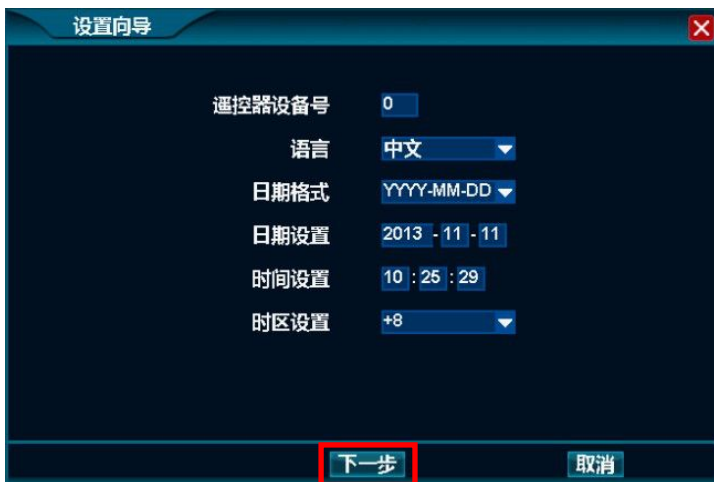 设置向导
遥控器设备号 0
语言 中文
日期格式 YYYY-MM-DD
日期设置 2013 - 11 - 11
时间设置 10 : 25 : 29
时区设置 +8
下一步 取消